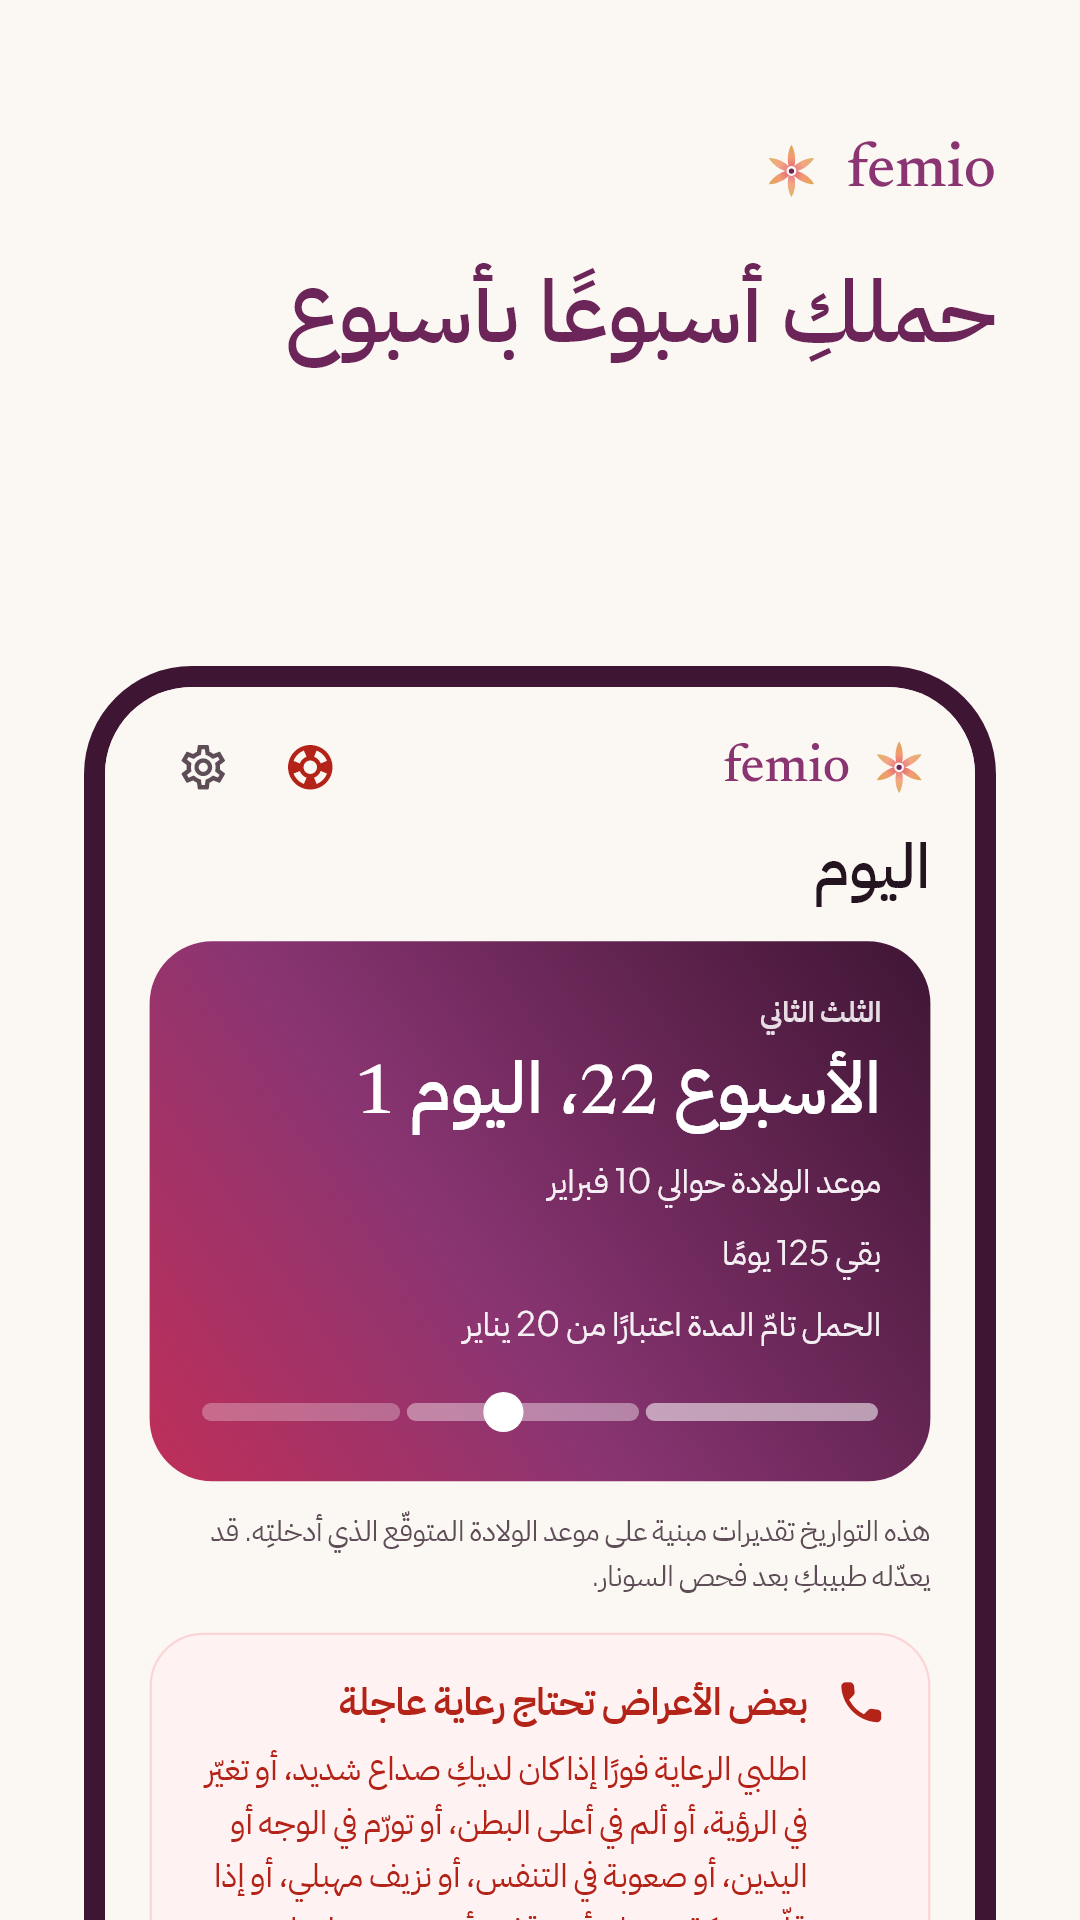 femio
حملكِ أسبوعًا بأسبوع
femio
اليوم
الثلث الثاني
الأسبوع 22، اليوم 1
موعد الولادة حوالي 10 فبراير
بقي 125 يومًا
الحمل تامّ المدة اعتبارًا من 20 يناير
هذه التواريخ تقديرات مبنية على موعد الولادة المتوقّع الذي أدخلتِه. قد
يعدّله طبيبكِ بعد فحص السونار.
بعض الأعراض تحتاج رعاية عاجلة
اطلبي الرعاية فورًا إذا كان لديكِ صداع شديد، أو تغيّر
في الرؤية، أو ألم في أعلى البطن، أو تورّم في الوجه أو
اليدين، أو صعوبة في التنفس، أو نزيف مهبلي، أو إذا